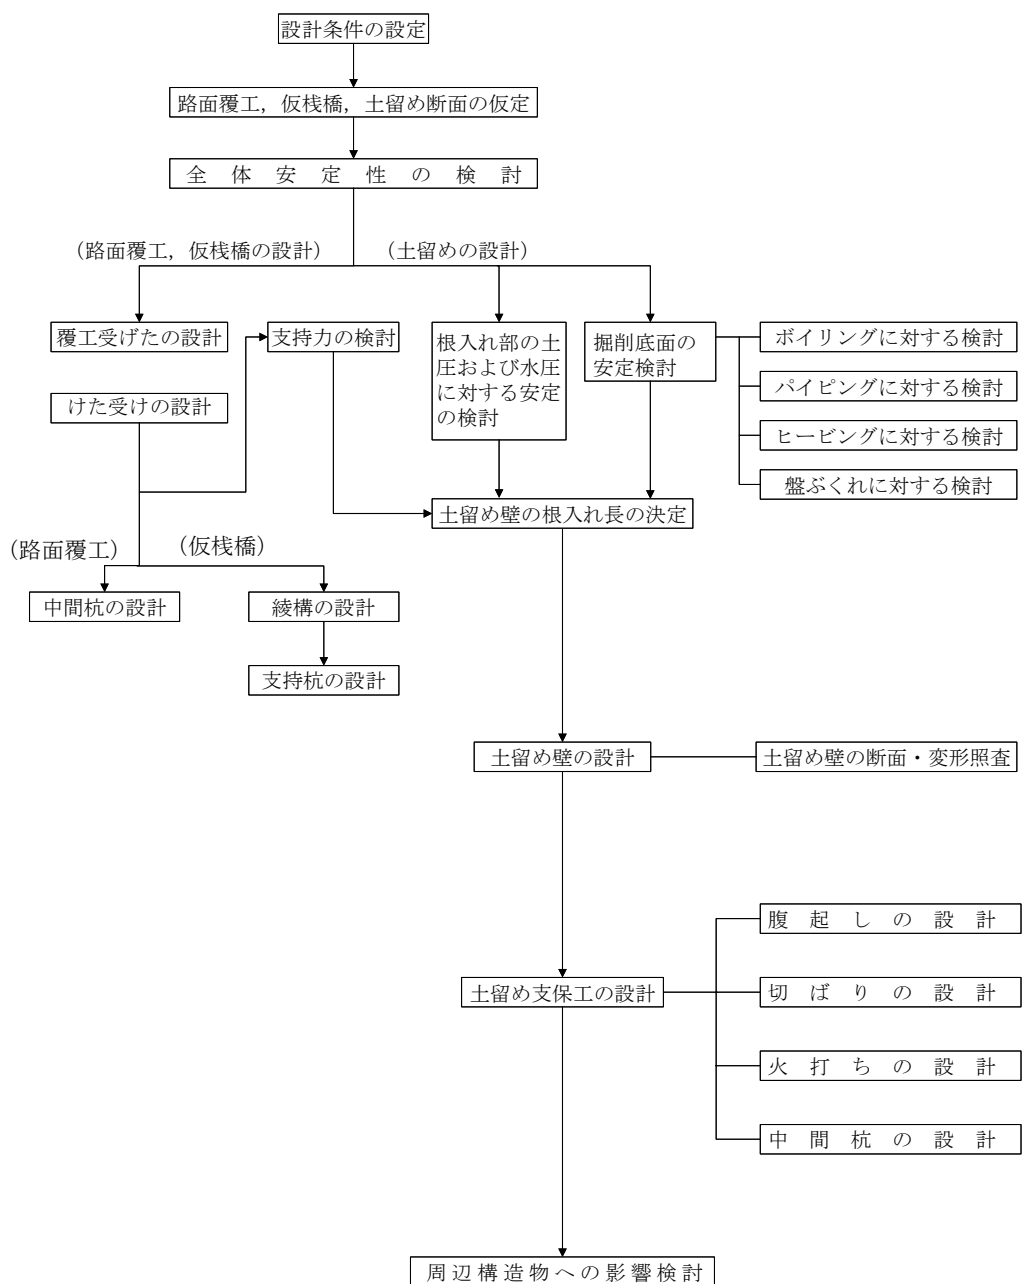 設計条件の設定
路面覆工，仮桟橋，土留め断面の仮定
全体安定性の検討
（路面覆工，仮桟橋の設計）
（土留めの設計）
覆工受げたの設計
支持力の検討
根入れ部の土
圧および水圧
に対する安定
の検討
掘削底面の
安定検討
ボイリングに対する検討
パイピングに対する検討
ヒービングに対する検討
盤ぶくれに対する検討
けた受けの設計
土留め壁の根入れ長の決定
（路面覆工）
（仮桟橋）
中間杭の設計
綾構の設計
支持杭の設計
土留め壁の設計
土留め壁の断面・変形照査
腹起しの設計
土留め支保工の設計
切ばりの設計
火打ちの設計
中間杭の設計
周辺構造物への影響検討